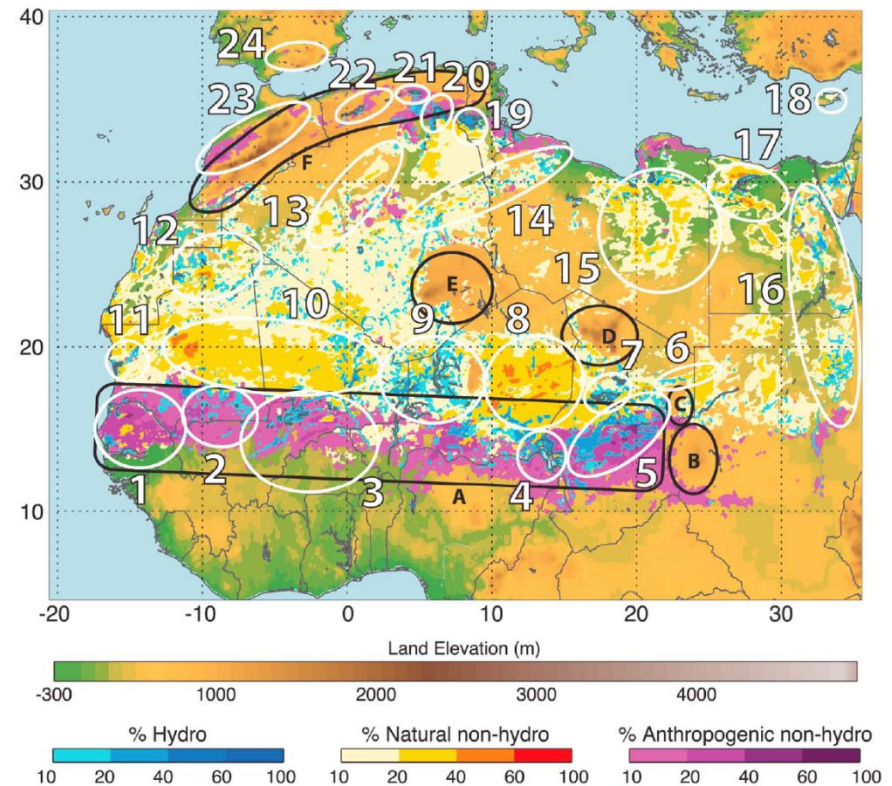 40
30
20
10
-20 -10 0 10 20 30
24
22
21
20
23
19
18
F
17
13
14
12
15
E
16
11
10
9
8
D
7
6
C
B
1
2
3
4
5
A
Land Elevation (m)
-300 1000 2000 3000 4000
% Hydro % Natural non-hydro % Anthropogenic non-hydro
10 20 40 60 100 10 20 40 60 100 10 20 40 60 100